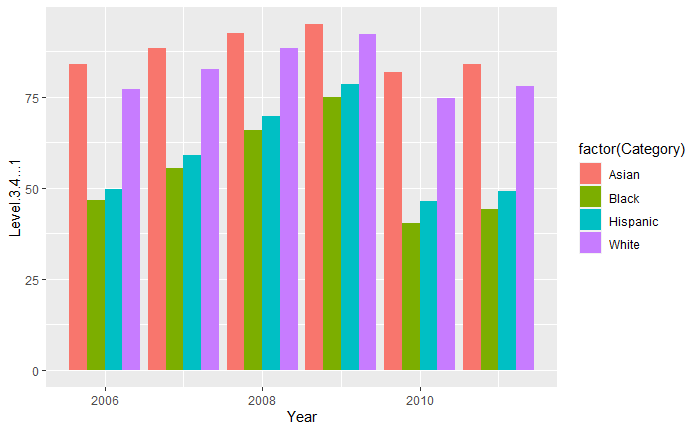 Level.3.4...1
75
50
25
0
2006
2008
2010
Year
factor(Category)
Asian
Black
Hispanic
White